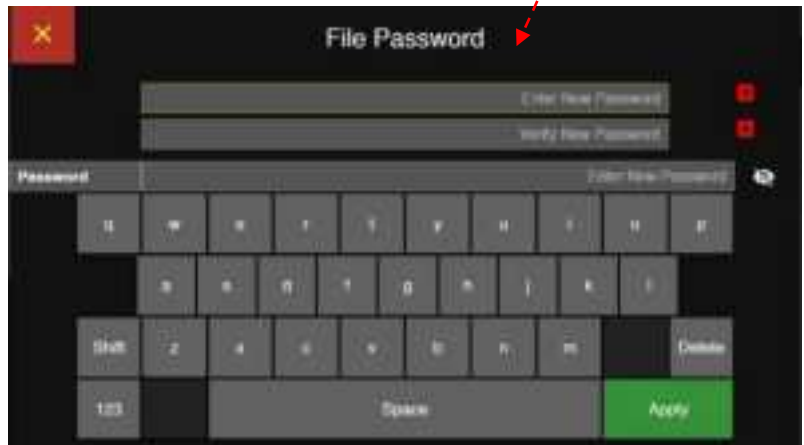 File Password
Enter New Password
Verify New Password
Password Enter New Password
q w e r t y u i o p
a s d f g h j k l
Shift z x c v b n m Delete
123 Space Apply